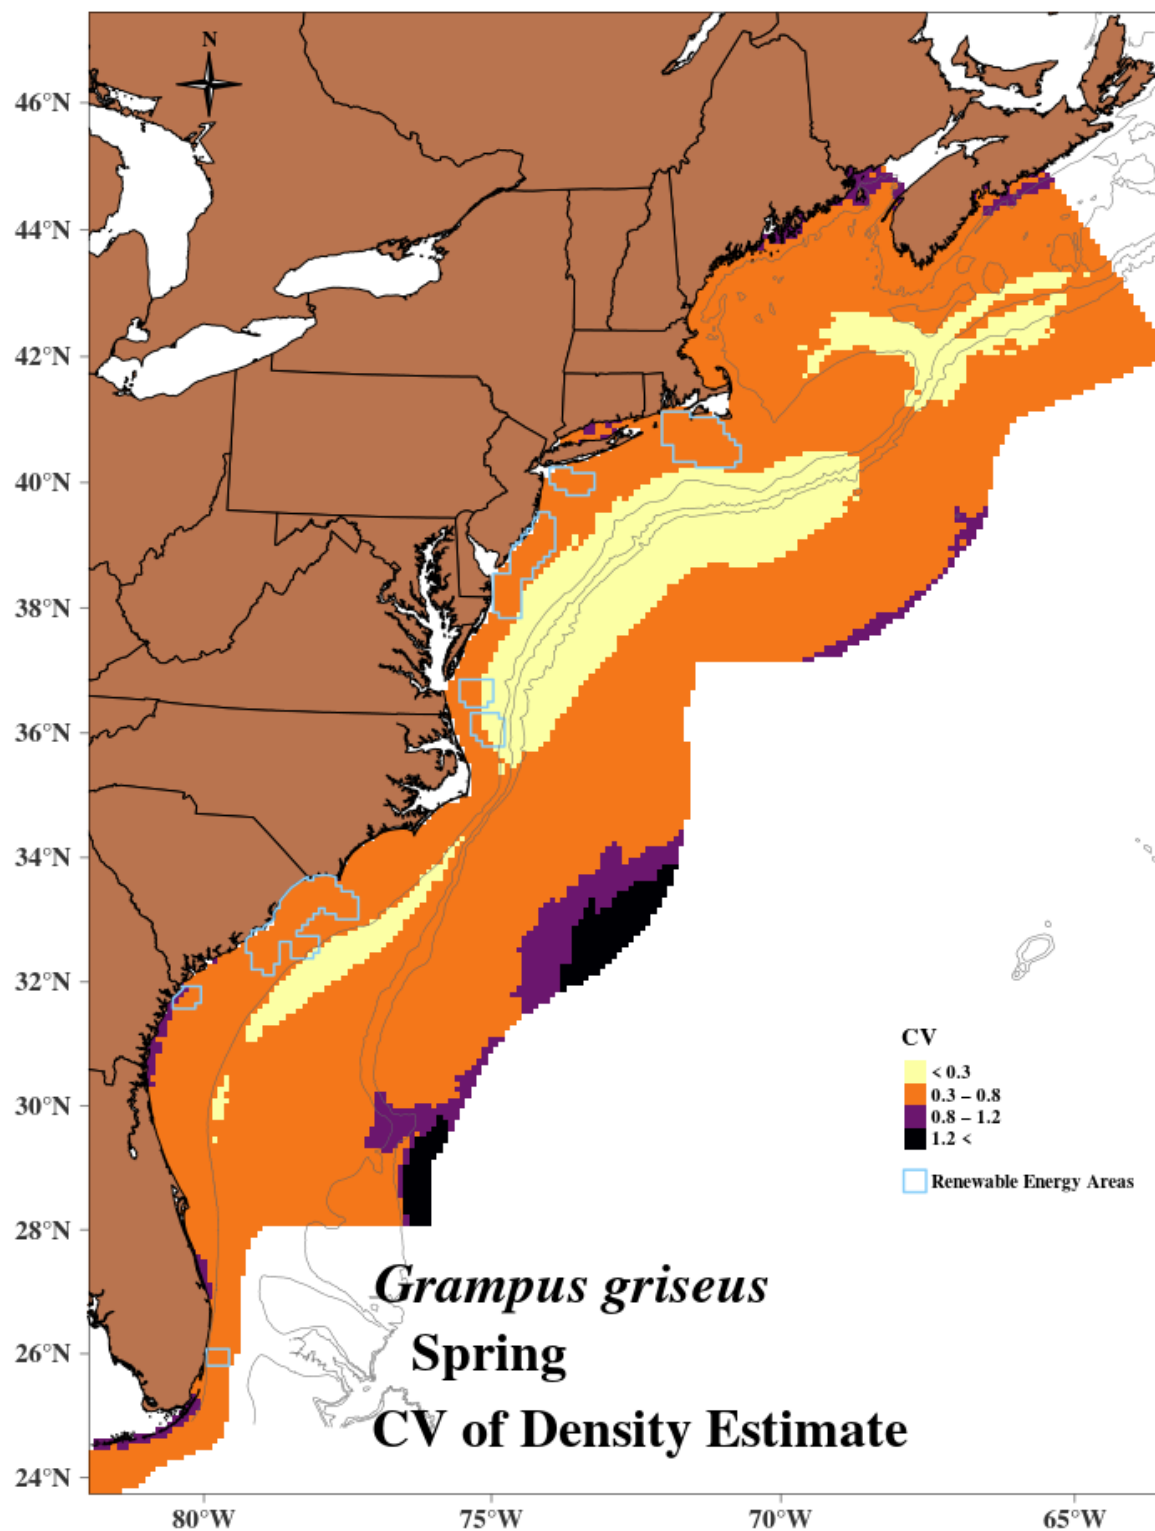 N
46°N
44°N
42°N
40°N
38°N
36°N
34°N
32°N
30°N
28°N
26°N
24°N
CV
< 0.3
0.3 – 0.8
0.8 – 1.2
1.2 <
Renewable Energy Areas
Grampus griseus
Spring
CV of Density Estimate
80°W
75°W
70°W
65°W